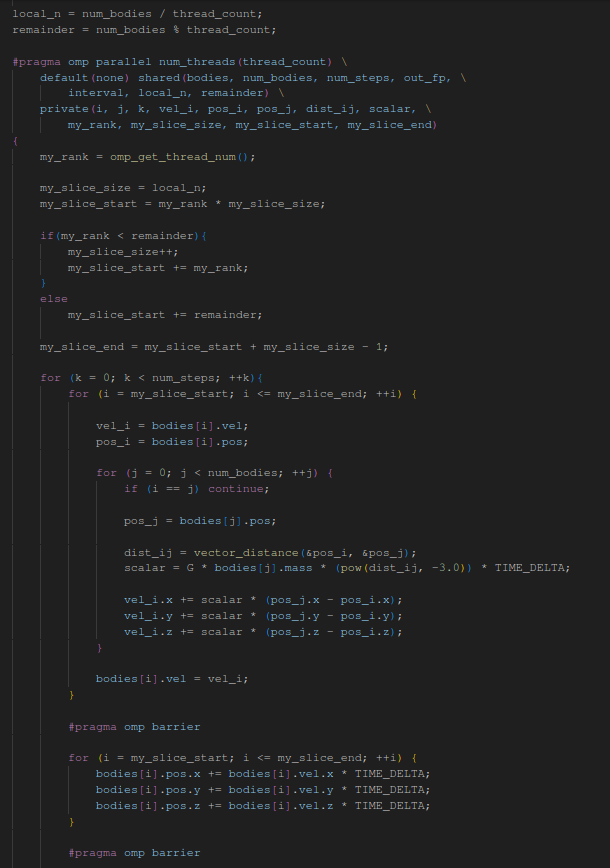 local_n = num_bodies / thread_count;
remainder = num_bodies % thread_count;
#pragma omp parallel num_threads(thread_count) \
default(none) shared(bodies, num_bodies, num_steps, out_fp, \
interval, local_n, remainder) \
private(i, j, k, vel_i, pos_i, pos_j, dist_ij, scalar, \
my_rank, my_slice_size, my_slice_start, my_slice_end)
{
my_rank = omp_get_thread_num();
my_slice_size = local_n;
my_slice_start = my_rank * my_slice_size;
if(my_rank < remainder){
my_slice_size++;
my_slice_start += my_rank;
}
else
my_slice_start += remainder;
my_slice_end = my_slice_start + my_slice_size - 1;
for (k = 0; k < num_steps; ++k){
for (i = my_slice_start; i <= my_slice_end; ++i) {
vel_i = bodies[i].vel;
pos_i = bodies[i].pos;
for (j = 0; j < num_bodies; ++j) {
if (i == j) continue;
pos_j = bodies[j].pos;
dist_ij = vector_distance(&pos_i, &pos_j);
scalar = G * bodies[j].mass * (pow(dist_ij, -3.0)) * TIME_DELTA;
vel_i.x += scalar * (pos_j.x - pos_i.x);
vel_i.y += scalar * (pos_j.y - pos_i.y);
vel_i.z += scalar * (pos_j.z - pos_i.z);
}
bodies[i].vel = vel_i;
}
#pragma omp barrier
for (i = my_slice_start; i <= my_slice_end; ++i) {
bodies[i].pos.x += bodies[i].vel.x * TIME_DELTA;
bodies[i].pos.y += bodies[i].vel.y * TIME_DELTA;
bodies[i].pos.z += bodies[i].vel.z * TIME_DELTA;
}
#pragma omp barrier